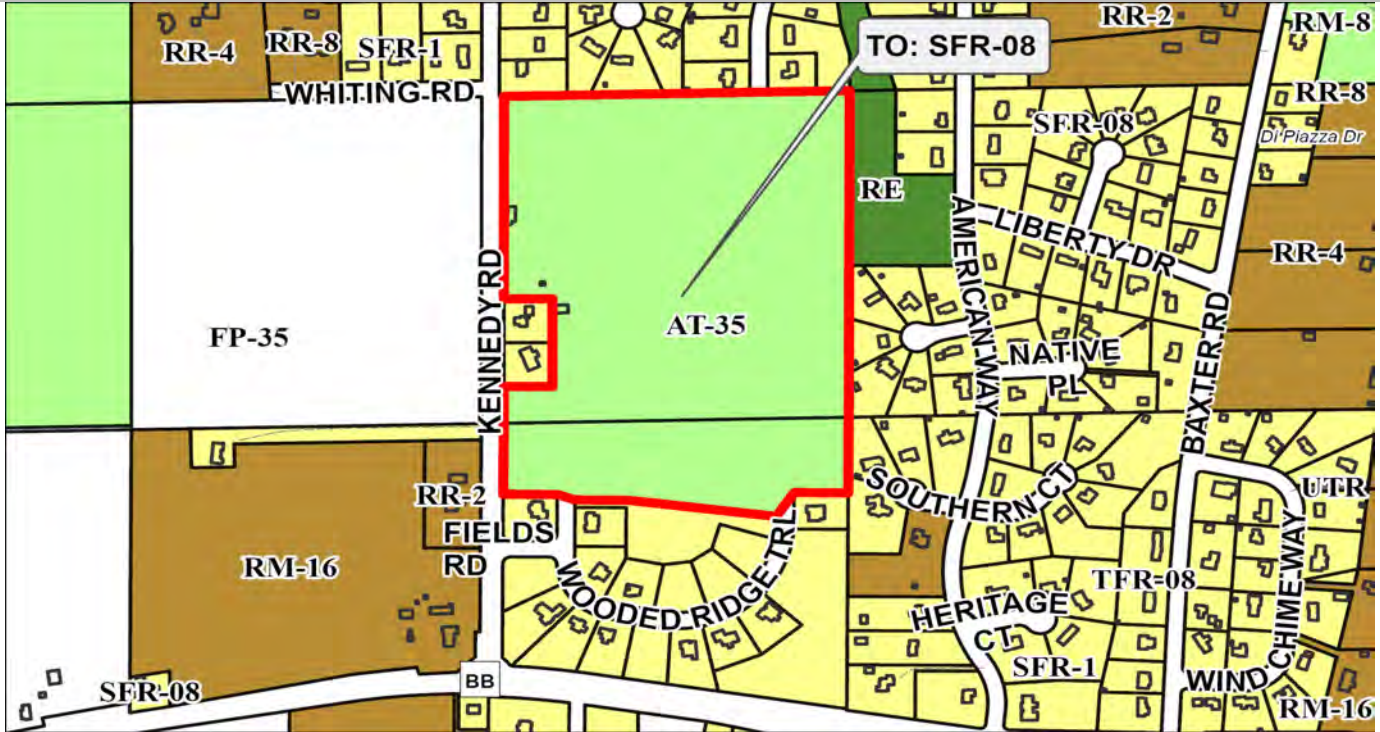 RR-2
RM-8
RR-4
RR-8
SFR-1
TO: SFR-08
WHITING RD
RR-8
SFR-08
Di Piazza Dr
RE
AMERICAN WAY
LIBERTY DR
RR-4
KENNEDY RD
FP-35
AT-35
NATIVE
PL
BAXTER RD
SOUTHERN CT
UTR
RR-2
FIELDS
RD
RM-16
WOODED RIDGE TRL
TFR-08
HERITAGE
CT
WIND CHIME WAY
SFR-1
BB
SFR-08
RM-16